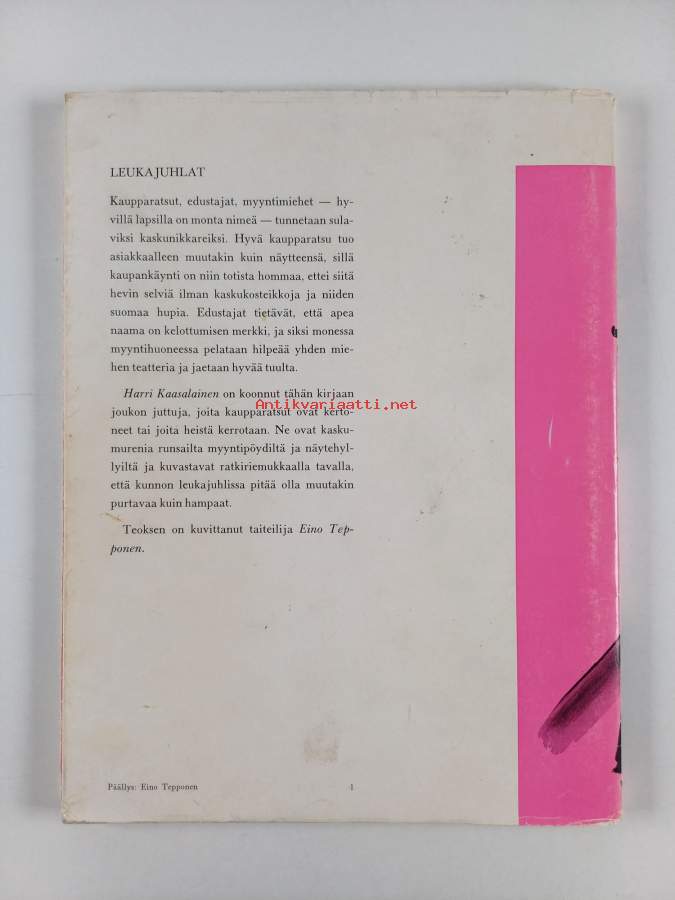 LEUKAJUHLAT
Kaupparatsut, edustajat, myyntimiehet — hy-
villä lapsilla on monta nimeä — tunnetaan sula-
viksi kaskunikkareiksi. Hyvä kaupparatsu tuo
asiakkaalleen muutakin kuin näytteensä, sillä
kaupankäynti on niin totista hommaa, ettei siitä
hevin selviä ilman kaskukosteikkoja ja niiden
suomaa hupia. Edustajat tietävät, että apea
naama on kelottumisen merkki, ja siksi monessa
myyntihuoneessa pelataan hilpeää yhden mie-
hen teatteria ja jaetaan hyvää tuulta.
Harri Kaasalainen on koonnut tähän kirjaan
joukon juttuja, joita kaupparatsut ovat kerto-
neet tai joita heistä kerrotaan. Ne ovat kasku-
murenia runsailta myyntipöydiltä ja näytehyl-
lyiltä ja kuvastavat ratkiriemukkaalla tavalla,
että kunnon leukajuhlissa pitää olla muutakin
purtavaa kuin hampaat.
Teoksen on kuvittanut taiteilija Eino Tep-
ponen.
Antikvariaatti.net
Päällys: Eino Tepponen 1